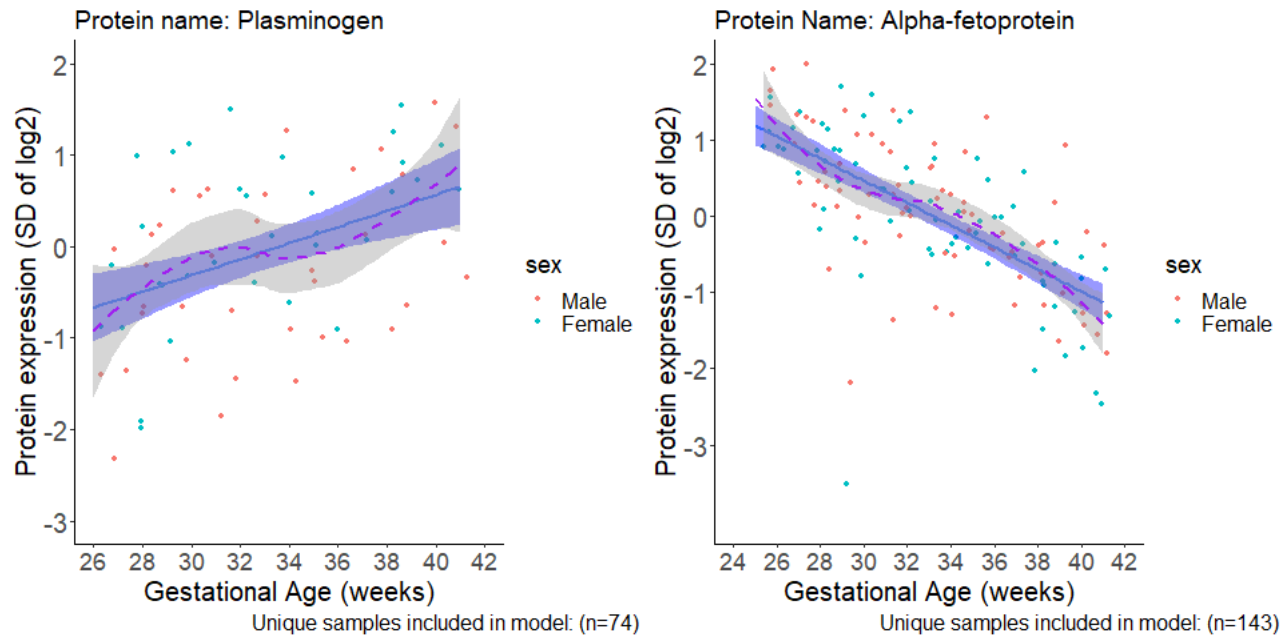 Protein name: Plasminogen
Protein expression (SD of log2)
2
1
0
-1
-2
-3
26 28 30 32 34 36 38 40 42
Gestational Age (weeks)
sex
Male
Female
Unique samples included in model: (n=74)
Protein Name: Alpha-fetoprotein
Protein expression (SD of log2)
2
1
0
-1
-2
-3
24 26 28 30 32 34 36 38 40 42
Gestational Age (weeks)
sex
Male
Female
Unique samples included in model: (n=143)